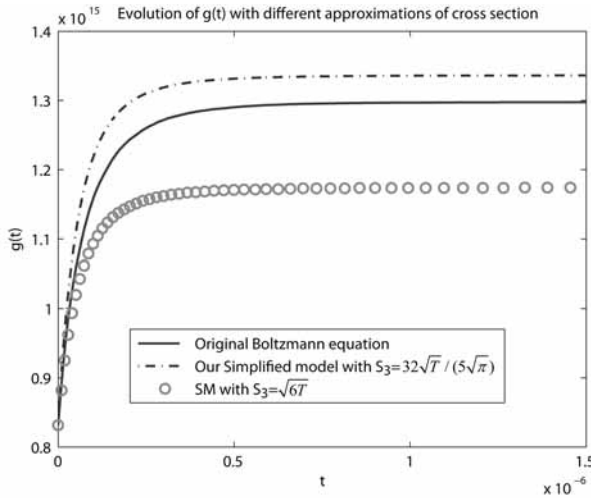 Evolution of g(t) with different approximations of cross section
x 10^15
1.4
1.3
1.2
1.1
1
0.9
0.8
g(t)
Original Boltzmann equation
Our Simplified model with S₃=32√T / (5√π)
SM with S₃=√6T
0
0.5
1
1.5
t
x 10^-6